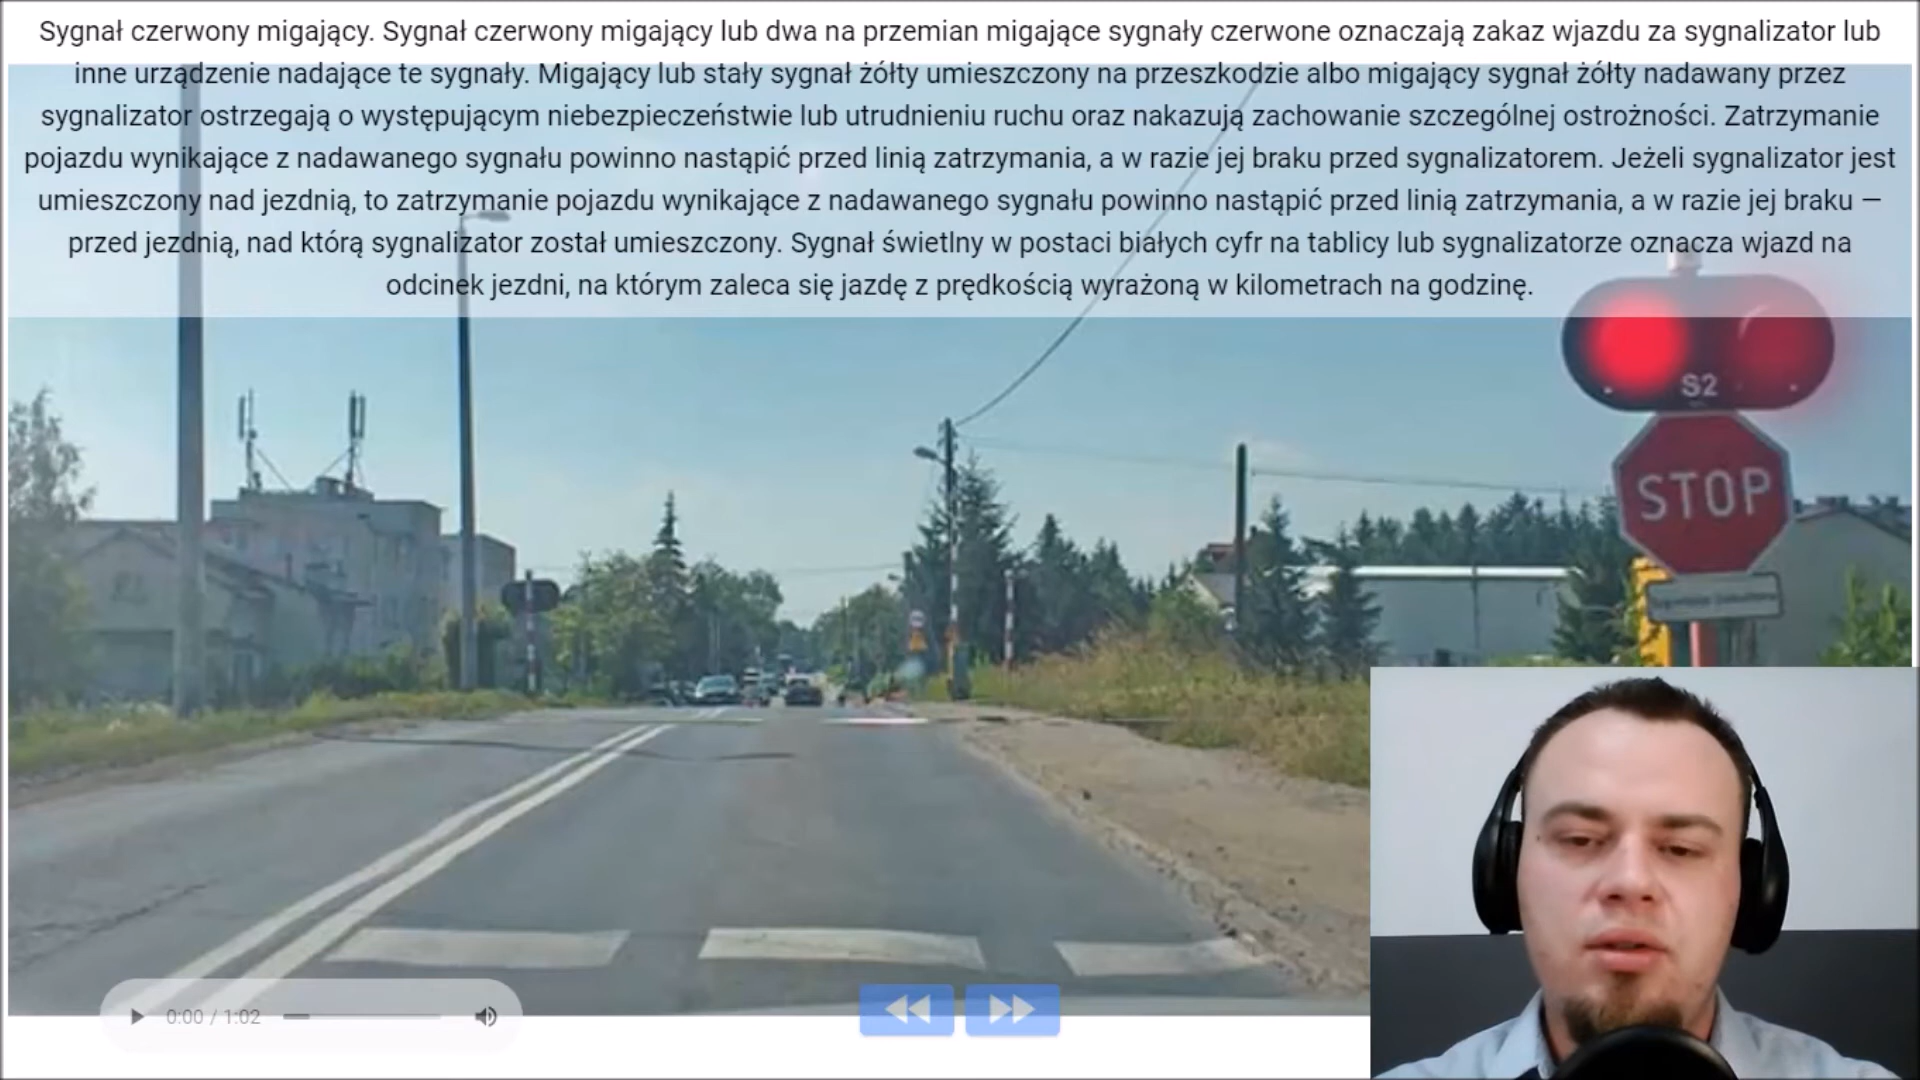 Sygnał czerwony migający. Sygnał czerwony migający lub dwa na przemian migające sygnały czerwone oznaczają zakaz wjazdu za sygnalizator lub
inne urządzenie nadające te sygnały. Migający lub stały sygnał żółty umieszczony na przeszkodzie albo migający sygnał żółty nadawany przez
sygnalizator ostrzegają o występującym niebezpieczeństwie lub utrudnieniu ruchu oraz nakazują zachowanie szczególnej ostrożności. Zatrzymanie
pojazdu wynikające z nadawanego sygnału powinno nastąpić przed linią zatrzymania, a w razie jej braku przed sygnalizatorem. Jeżeli sygnalizator jest
umieszczony nad jezdnią, to zatrzymanie pojazdu wynikające z nadawanego sygnału powinno nastąpić przed linią zatrzymania, a w razie jej braku —
przed jezdnią, nad którą sygnalizator został umieszczony. Sygnał świetlny w postaci białych cyfr na tablicy lub sygnalizatorze oznacza wjazd na
odcinek jezdni, na którym zaleca się jazdę z prędkością wyrażoną w kilometrach na godzinę.
S2
STOP
0:00 / 1:02